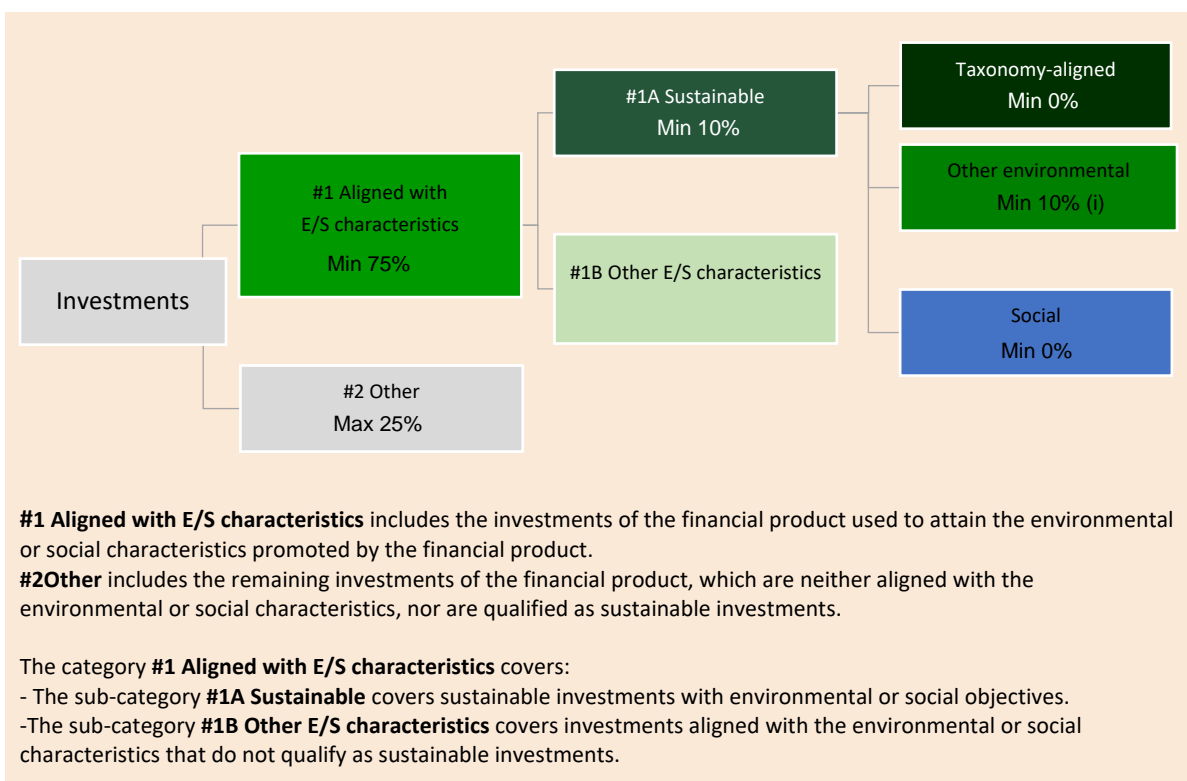 Taxonomy-aligned
Min 0%
#1A Sustainable
Min 10%
Other environmental
Min 10% (i)
#1 Aligned with
E/S characteristics
Min 75%
#1B Other E/S characteristics
Investments
Social
Min 0%
#2 Other
Max 25%
#1 Aligned with E/S characteristics includes the investments of the financial product used to attain the environmental
or social characteristics promoted by the financial product.
#2Other includes the remaining investments of the financial product, which are neither aligned with the
environmental or social characteristics, nor are qualified as sustainable investments.
The category #1 Aligned with E/S characteristics covers:
- The sub-category #1A Sustainable covers sustainable investments with environmental or social objectives.
-The sub-category #1B Other E/S characteristics covers investments aligned with the environmental or social
characteristics that do not qualify as sustainable investments.